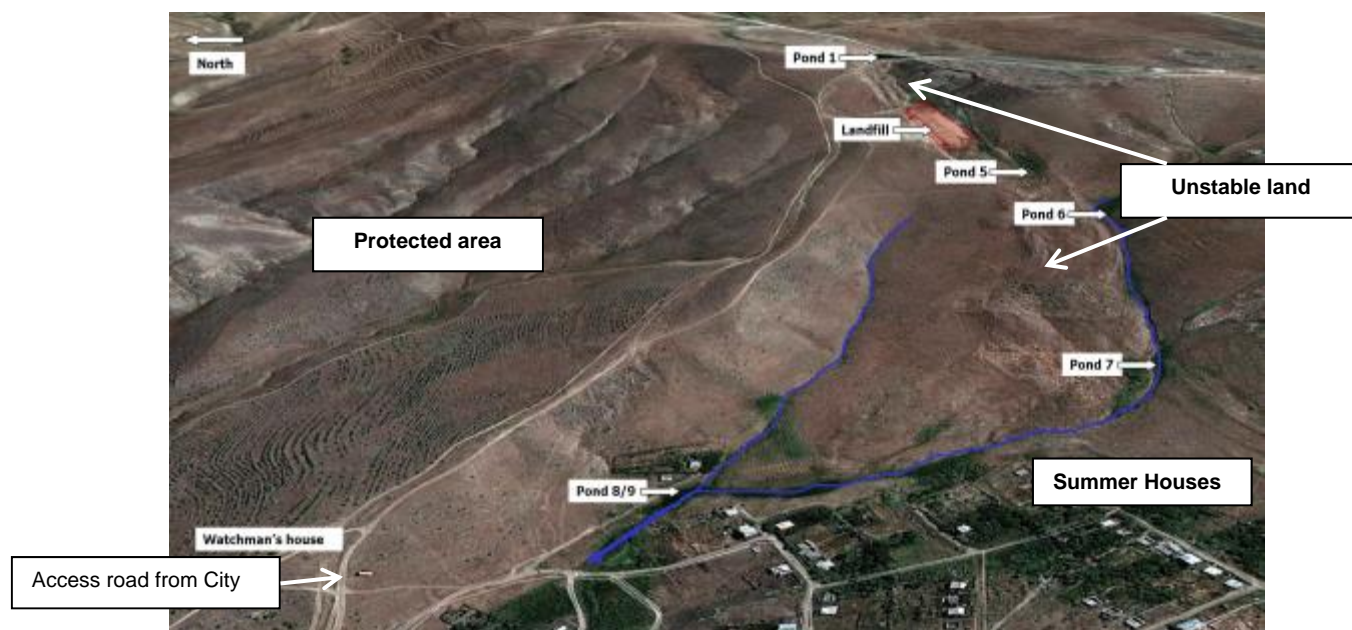 North
Pond 1
Landfill
Pond 5
Unstable land
Pond 6
Protected area
Pond 7
Pond 8/9
Summer Houses
Watchman's house
Access road from City